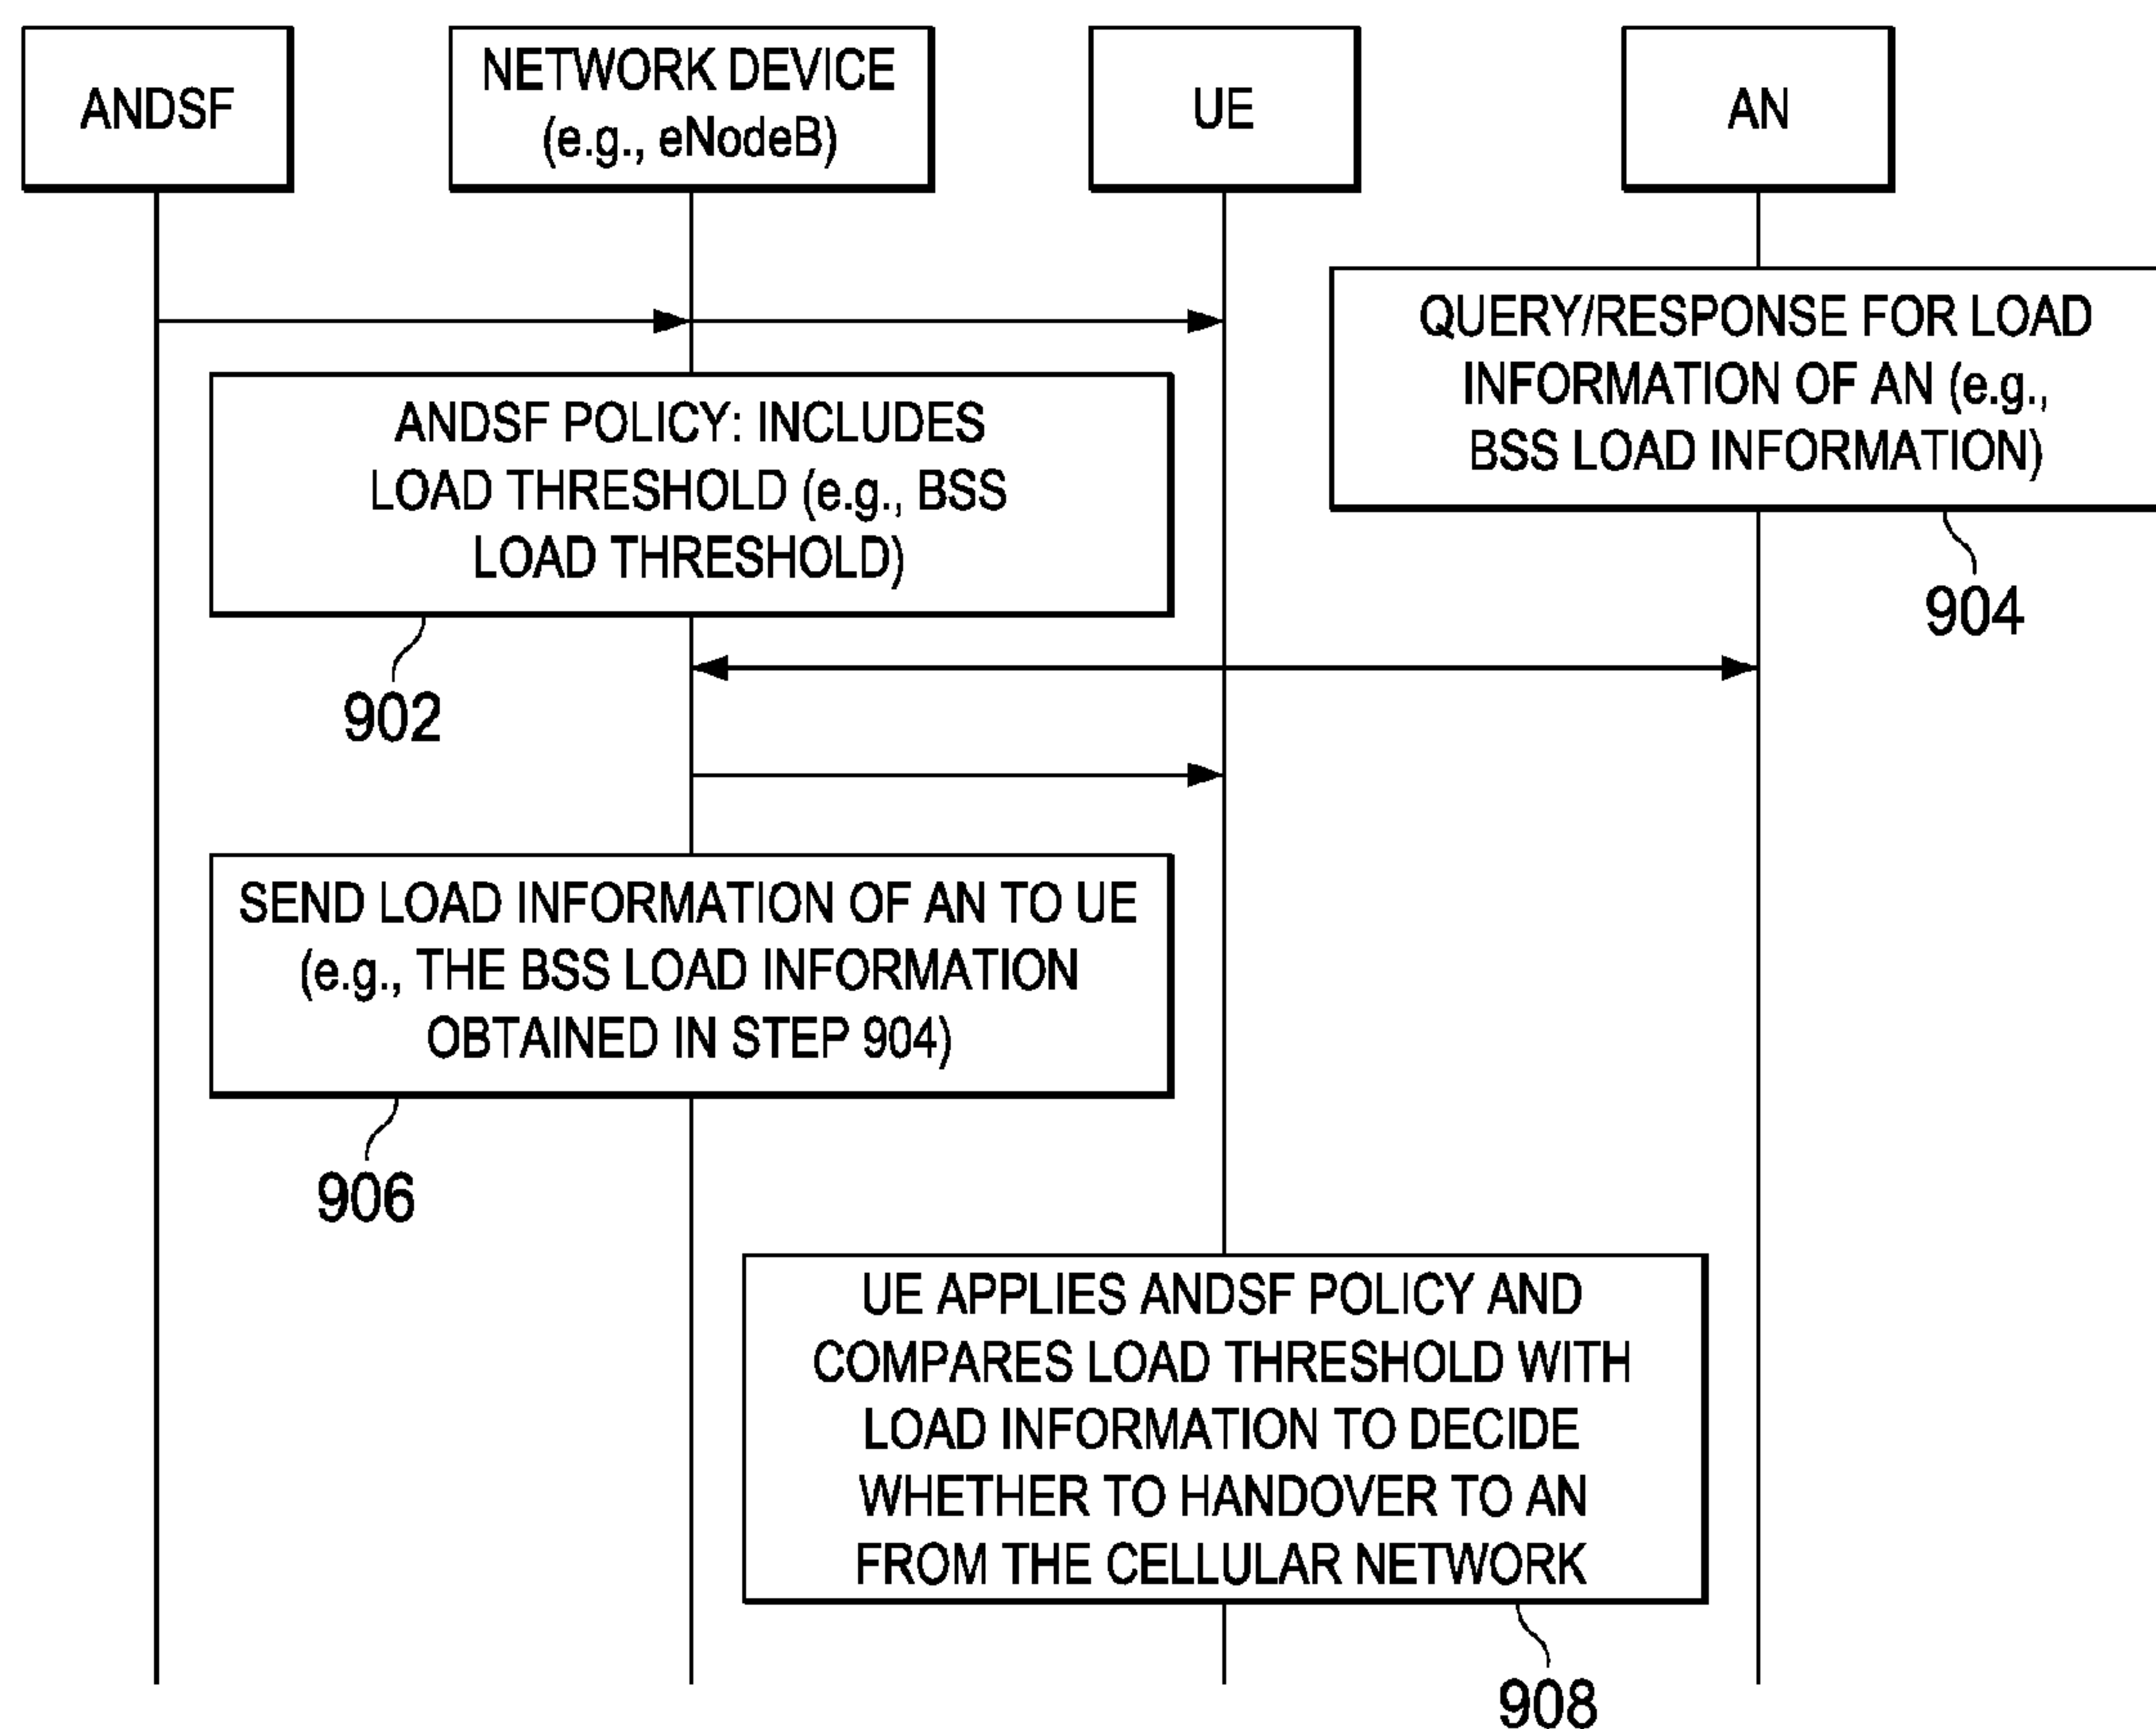 ANDSF
NETWORK DEVICE
(e.g., eNodeB)
UE
AN
QUERY/RESPONSE FOR LOAD
INFORMATION OF AN (e.g.,
BSS LOAD INFORMATION)
904
ANDSF POLICY: INCLUDES
LOAD THRESHOLD (e.g., BSS
LOAD THRESHOLD)
902
SEND LOAD INFORMATION OF AN TO UE
(e.g., THE BSS LOAD INFORMATION
OBTAINED IN STEP 904)
906
UE APPLIES ANDSF POLICY AND
COMPARES LOAD THRESHOLD WITH
LOAD INFORMATION TO DECIDE
WHETHER TO HANDOVER TO AN
FROM THE CELLULAR NETWORK
908